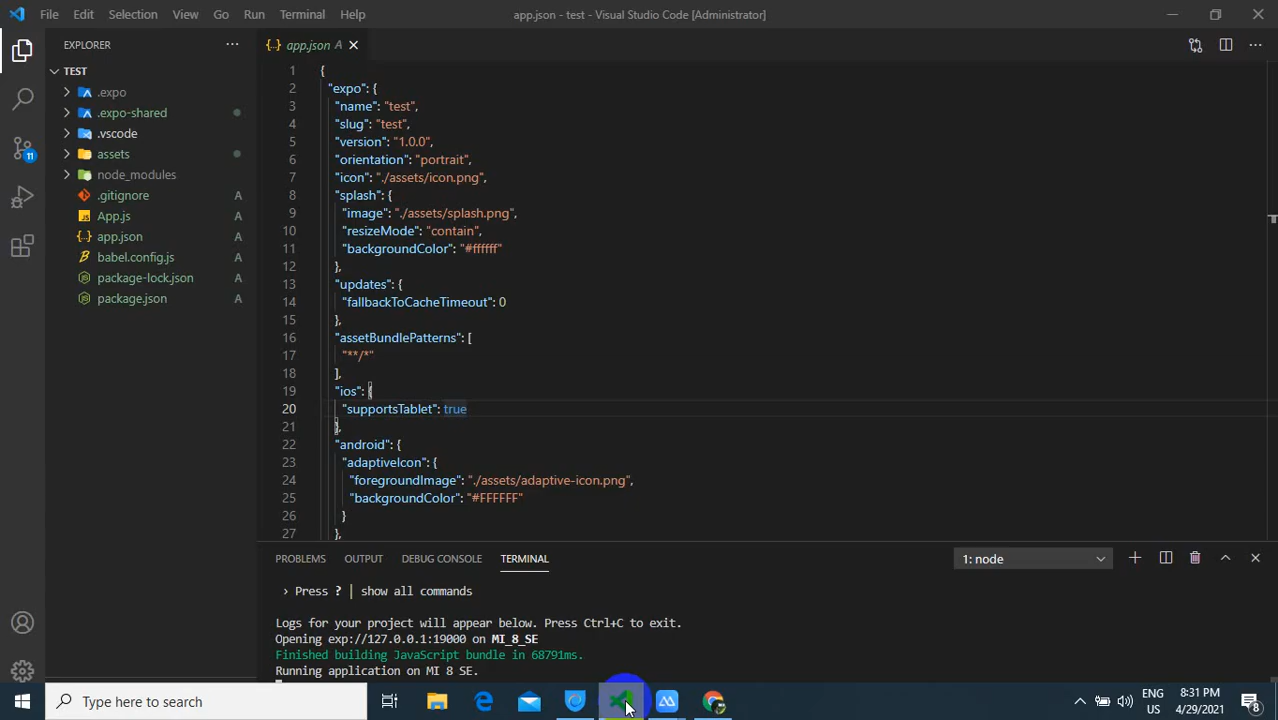 File Edit Selection View Go Run Terminal Help
app.json - test - Visual Studio Code [Administrator]
EXPLORER
TEST
.expo
.expo-shared
.vscode
assets
node_modules
.gitignore A
App.js A
app.json A
babel.config.js A
package-lock.json A
package.json A
11
app.json A
1 {
2 "expo": {
3 "name": "test",
4 "slug": "test",
5 "version": "1.0.0",
6 "orientation": "portrait",
7 "icon": "./assets/icon.png",
8 "splash": {
9 "image": "./assets/splash.png",
10 "resizeMode": "contain",
11 "backgroundColor": "#ffffff"
12 },
13 "updates": {
14 "fallbackToCacheTimeout": 0
15 },
16 "assetBundlePatterns": [
17 "**/*"
18 ],
19 "ios": {
20 "supportsTablet": true
21 },
22 "android": {
23 "adaptiveIcon": {
24 "foregroundImage": "./assets/adaptive-icon.png",
25 "backgroundColor": "#FFFFFF"
26 }
27 },
PROBLEMS OUTPUT DEBUG CONSOLE TERMINAL
1: node
› Press ? | show all commands
Logs for your project will appear below. Press Ctrl+C to exit.
Opening exp://127.0.0.1:19000 on MI_8_SE
Finished building JavaScript bundle in 68791ms.
Running application on MI 8 SE.
Type here to search
ENG
US
8:31 PM
4/29/2021
8